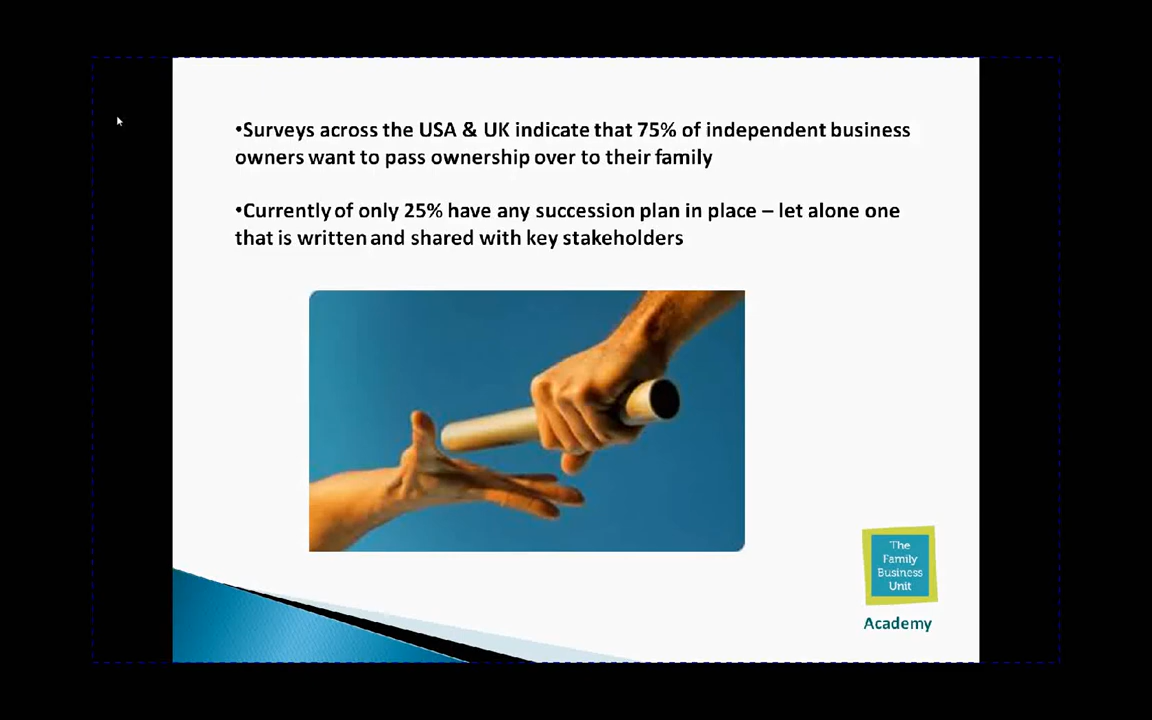 •Surveys across the USA & UK indicate that 75% of independent business
owners want to pass ownership over to their family
•Currently of only 25% have any succession plan in place – let alone one
that is written and shared with key stakeholders
The
Family
Business
Unit
Academy